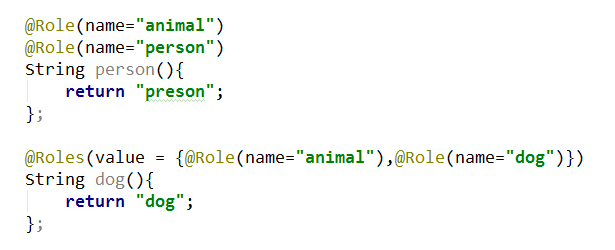 @Role(name="animal")
@Role(name="person")
String person(){
    return "preson";
};

@Roles(value = {@Role(name="animal"),@Role(name="dog")})
String dog(){
    return "dog";
};